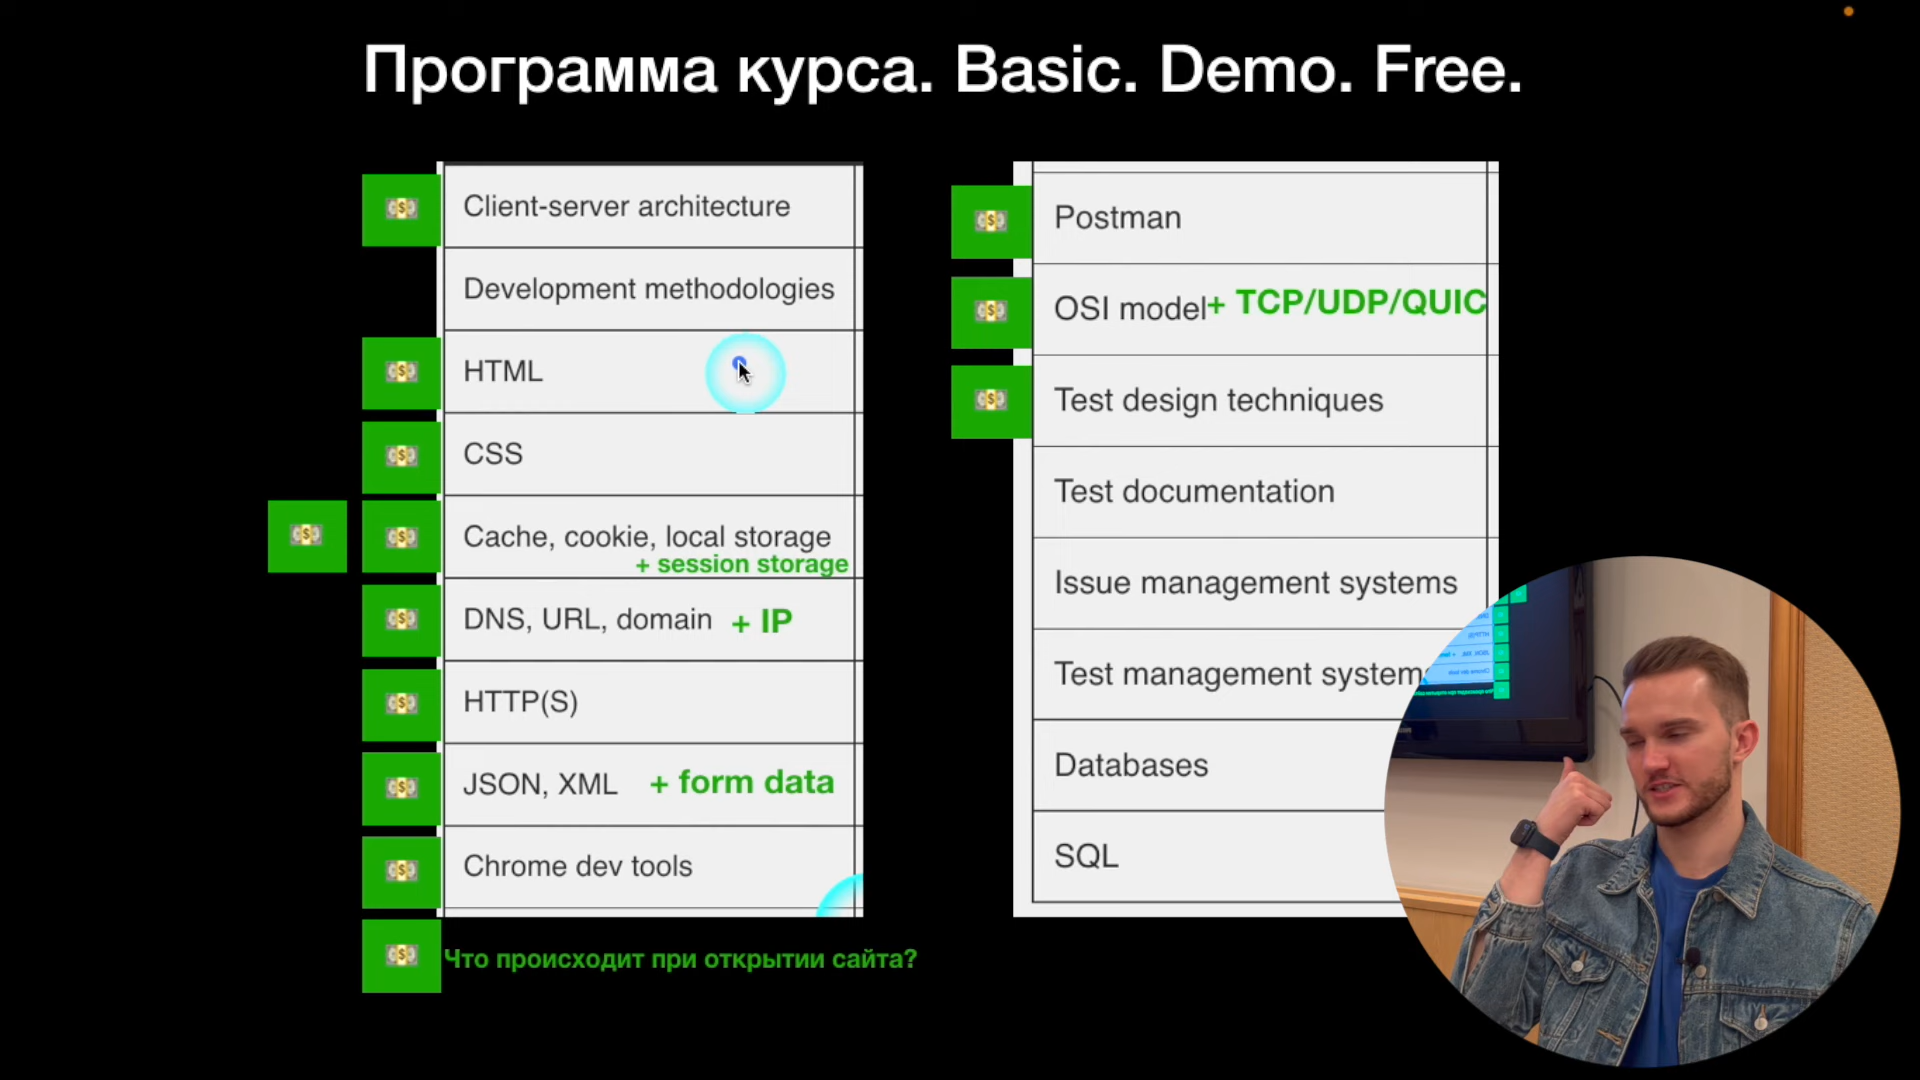 Программа курса. Basic. Demo. Free.
Client-server architecture
Development methodologies
HTML
CSS
Cache, cookie, local storage
+ session storage
DNS, URL, domain + IP
HTTP(S)
JSON, XML + form data
Chrome dev tools
Что происходит при открытии сайта?
Postman
OSI model+ TCP/UDP/QUIC
Test design techniques
Test documentation
Issue management systems
Test management system
Databases
SQL